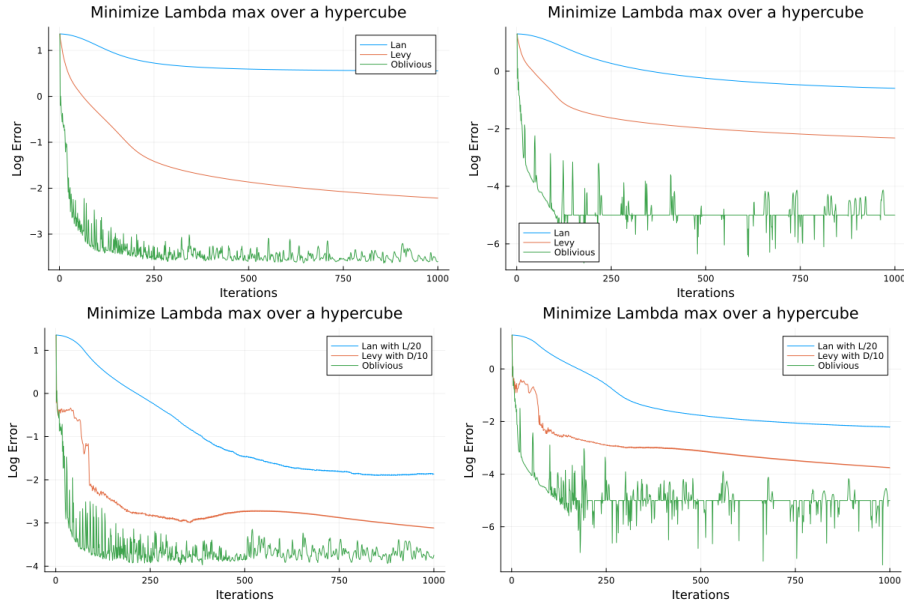 Minimize Lambda max over a hypercube
Log Error
1
0
−1
−2
−3
Lan
Levy
Oblivious
0
250
500
750
1000
Iterations
Minimize Lambda max over a hypercube
Log Error
0
−2
−4
−6
Lan
Levy
Oblivious
0
250
500
750
1000
Iterations
Minimize Lambda max over a hypercube
Log Error
1
0
−1
−2
−3
−4
Lan with L/20
Levy with D/10
Oblivious
0
250
500
750
1000
Iterations
Minimize Lambda max over a hypercube
Log Error
0
−2
−4
−6
Lan with L/20
Levy with D/10
Oblivious
0
250
500
750
1000
Iterations